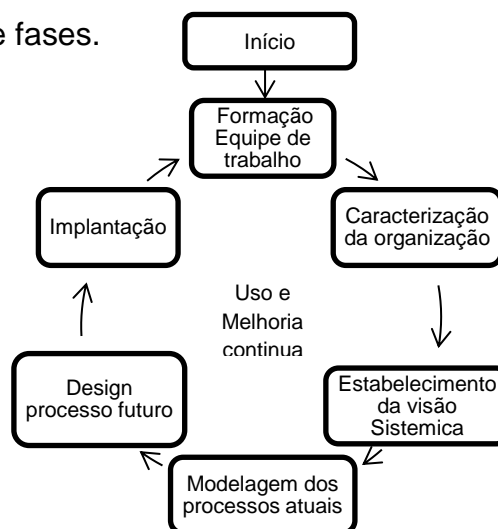 e fases.
Início
Formação
Equipe de
trabalho
Caracterização
da organização
Estabelecimento
da visão
Sistemica
Modelagem dos
processos atuais
Design
processo futuro
Implantação
Uso e
Melhoria
continua